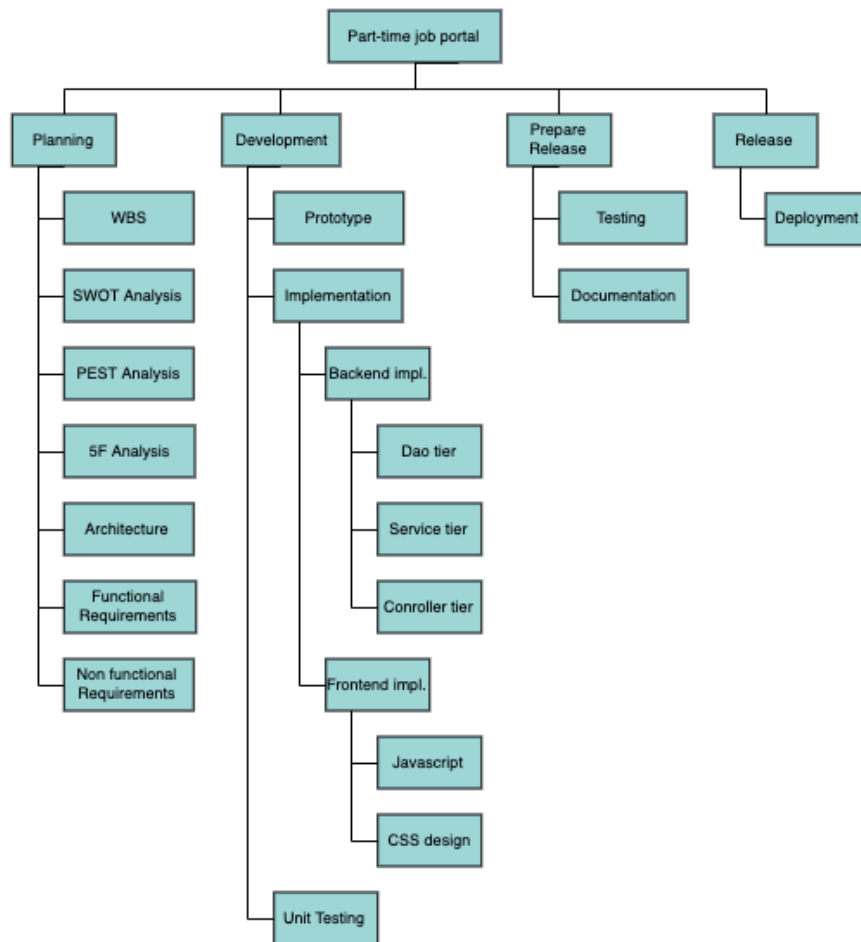 Part-time job portal
Planning
Development
Prepare
Release
Release
WBS
Prototype
Testing
Deployment
SWOT Analysis
Implementation
Documentation
PEST Analysis
Backend impl.
5F Analysis
Dao tier
Architecture
Service tier
Functional
Requirements
Conroller tier
Non functional
Requirements
Frontend impl.
Javascript
CSS design
Unit Testing